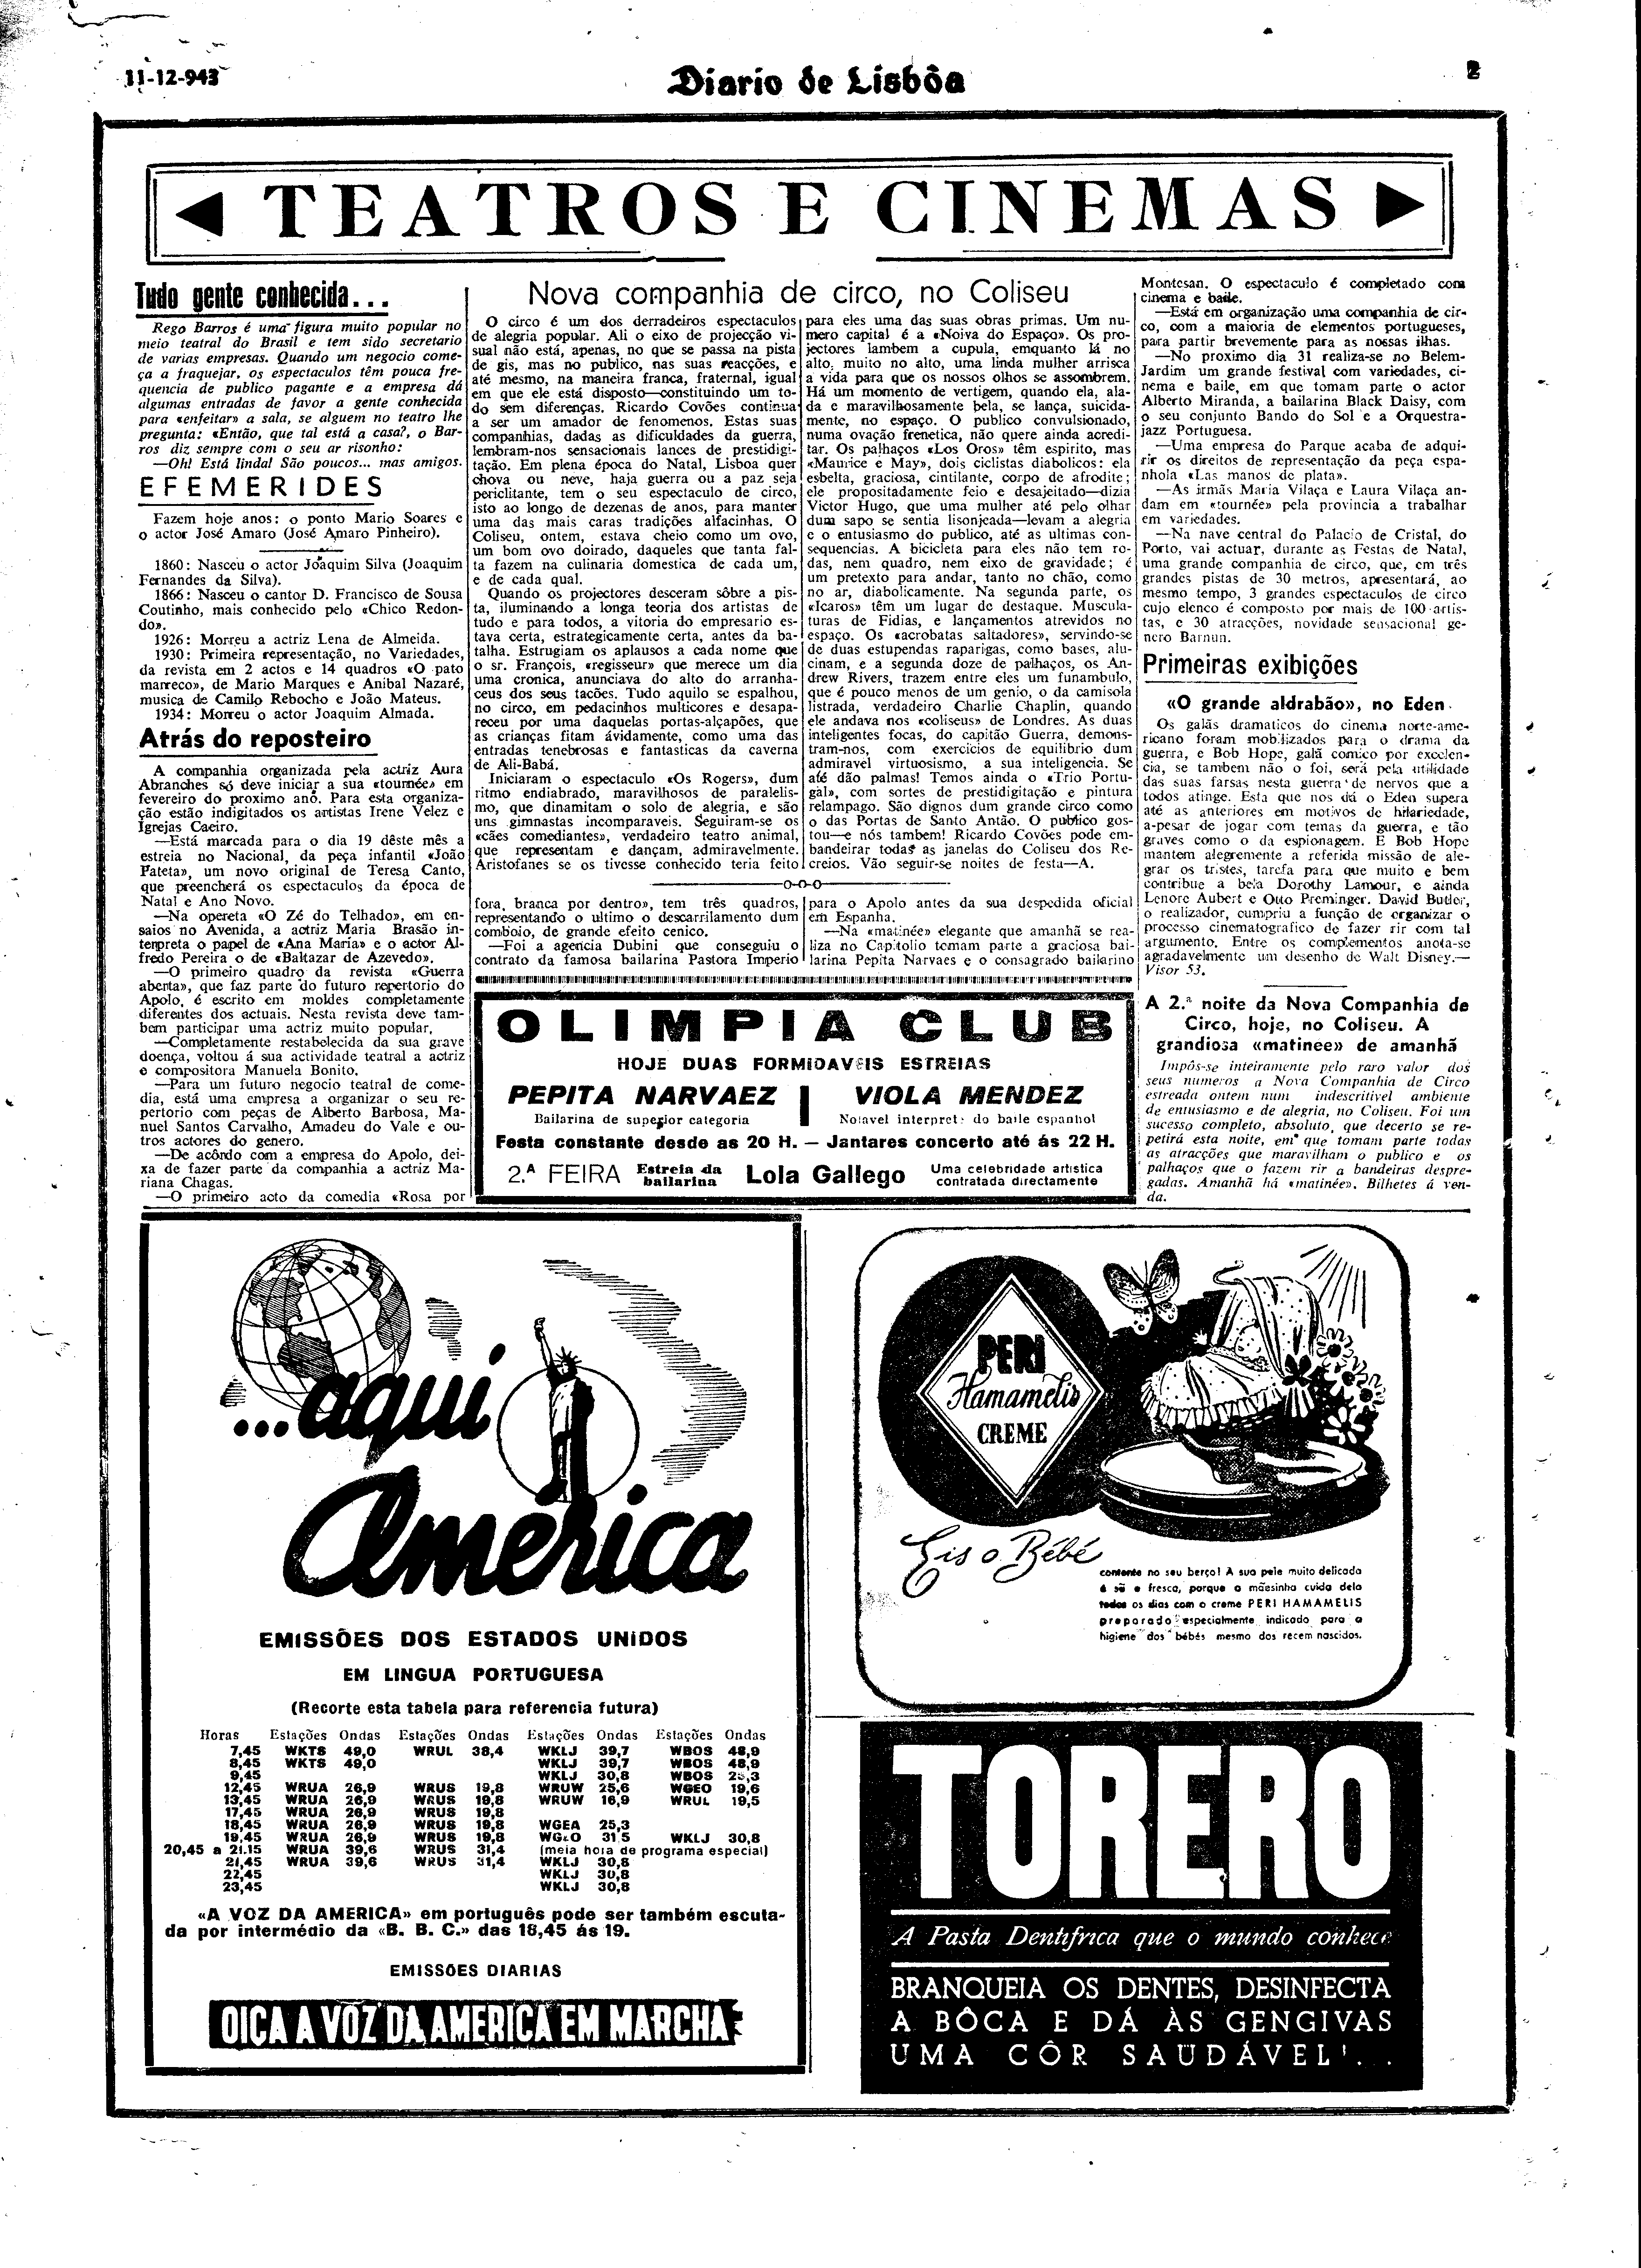 11-12-943
Diario de Lisbôa
2
TEATROS E CINEMAS
Tudo gente conhecida...
Rego Barros é uma figura muito popular no
meio teatral do Brasil e tem sido secretario
de varias empresas. Quando um negocio come-
ça a fraquejar, os espectaculos têm pouca fre-
quencia de publico pagante e a empresa dá
algumas entradas de favor a gente conhecida
para «enfeitar» a sala, se alguem no teatro lhe
pregunta: «Então, que tal está a casa?, o Bar-
ros diz sempre com o seu ar risonho:
—Oh! Está linda! São poucos... mas amigos.
EFEMERIDES
Fazem hoje anos: o ponto Mario Soares e
o actor José Amaro (José Amaro Pinheiro).
1860: Nasceu o actor Joaquim Silva (Joaquim
Fernandes da Silva).
1866: Nasceu o cantor D. Francisco de Sousa
Coutinho, mais conhecido pelo «Chico Redon-
do».
1926: Morreu a actriz Lena de Almeida.
1930: Primeira representação, no Variedades,
da revista em 2 actos e 14 quadros «O pato
marreco», de Mario Marques e Anibal Nazaré,
musica de Camilo Rebocho e João Mateus.
1934: Morreu o actor Joaquim Almada.
Atrás do reposteiro
A companhia organizada pela actriz Aura
Abranches só deve iniciar a sua «tournée» em
fevereiro do proximo ano. Para esta organiza-
ção estão indigitados os artistas Irene Velez e
Igrejas Caeiro.
—Está marcada para o dia 19 dêste mês a
estreia no Nacional, da peça infantil «João
Pateta», um novo original de Teresa Canto,
que preencherá os espectaculos da época de
Natal e Ano Novo.
—Na opereta «O Zé do Telhado», em en-
saios no Avenida, a actriz Maria Brasão in-
terpreta o papel de «Ana Maria» e o actor Al-
fredo Pereira o de «Baltazar de Azevedo».
—O primeiro quadro da revista «Guerra
aberta», que faz parte do futuro repertorio do
Apolo, é escrito em moldes completamente
diferentes dos actuais. Nesta revista deve tam-
bem participar uma actriz muito popular,
—Completamente restabelecida da sua grave
doença, voltou á sua actividade teatral a actriz
e compositora Manuela Bonito.
—Para um futuro negocio teatral de come-
dia, está uma empresa a organizar o seu re-
pertorio com peças de Alberto Barbosa, Ma-
nuel Santos Carvalho, Amadeu do Vale e ou-
tros actores do genero.
—De acôrdo com a empresa do Apolo, dei-
xa de fazer parte da companhia a actriz Ma-
riana Chagas.
—O primeiro acto da comedia «Rosa por
Nova companhia de circo, no Coliseu
O circo é um dos derradeiros espectaculos
de alegria popular. Ali o eixo de projecção vi-
sual não está, apenas, no que se passa na pista
de gis, mas no publico, nas suas reacções, e
até mesmo, na maneira franca, fraternal, igual
em que ele está disposto—constituindo um to-
do sem diferenças. Ricardo Covões continua
a ser um amador de fenomenos. Estas suas
companhias, dadas as dificuldades da guerra,
lembram-nos sensacionais lances de prestidigi-
tação. Em plena época do Natal, Lisboa quer
chova ou neve, haja guerra ou a paz seja
periclitante, tem o seu espectaculo de circo,
isto ao longo de dezenas de anos, para manter
uma das mais caras tradições alfacinhas. O
Coliseu, ontem, estava cheio como um ovo,
um bom ovo doirado, daqueles que tanta fal-
ta fazem na culinaria domestica de cada um,
e de cada qual.
Quando os projectores desceram sôbre a pis-
ta, iluminando a longa teoria dos artistas de
tudo e para todos, a vitoria do empresario es-
tava certa, estrategicamente certa, antes da ba-
talha. Estrugiam os aplausos a cada nome que
o sr. François, «regisseur» que merece um dia
uma cronica, anunciava do alto do arranha-
ceus dos seus tacões. Tudo aquilo se espalhou,
no circo, em pedacinhos multicores e desapa-
receu por uma daquelas portas-alçapões, que
as crianças fitam ávidamente, como uma das
entradas tenebrosas e fantasticas da caverna
de Ali-Babá.
Iniciaram o espectaculo «Os Rogers», dum
ritmo endiabrado, maravilhosos de paralelis-
mo, que dinamitam o solo de alegria, e são
uns gimnastas incomparaveis. Seguiram-se os
«cães comediantes», verdadeiro teatro animal,
que representam e dançam, admiravelmente.
Aristofanes se os tivesse conhecido teria feito
para eles uma das suas obras primas. Um nu-
mero capital é a «Noiva do Espaço». Os pro-
jectores lambem a cupula, emquanto lá no
alto, muito no alto, uma linda mulher arrisca
a vida para que os nossos olhos se assombrem.
Há um momento de vertigem, quando ela, ala-
da e maravilhosamente bela, se lança, suicida-
mente, no espaço. O publico convulsionado,
numa ovação frenetica, não quere ainda acredi-
tar. Os palhaços «Los Oros» têm espirito, mas
«Maurice e May», dois ciclistas diabolicos: ela
esbelta, graciosa, cintilante, corpo de afrodite;
ele propositadamente feio e desajeitado—dizia
Victor Hugo, que uma mulher até pelo olhar
dum sapo se sentia lisonjeada—levam a alegria
e o entusiasmo do publico, até as ultimas con-
sequencias. A bicicleta para eles não tem ro-
das, nem quadro, nem eixo de gravidade; é
um pretexto para andar, tanto no chão, como
no ar, diabolicamente. Na segunda parte, os
«Icaros» têm um lugar de destaque. Muscula-
turas de Fidias, e lançamentos atrevidos no
espaço. Os «acrobatas saltadores», servindo-se
de duas estupendas raparigas, como bases, alu-
cinam, e a segunda doze de palhaços, os An-
drew Rivers, trazem entre eles um funambulo,
que é pouco menos de um genio, o da camisola
listrada, verdadeiro Charlie Chaplin, quando
ele andava nos «coliseus» de Londres. As duas
inteligentes focas, do capitão Guerra, demons-
tram-nos, com exercicios de equilibrio dum
admiravel virtuosismo, a sua inteligencia. Se
até dão palmas! Temos ainda o «Trio Portu-
gal», com sortes de prestidigitação e pintura
relampago. São dignos dum grande circo como
o das Portas de Santo Antão. O publico gos-
tou—e nós tambem! Ricardo Covões pode em-
bandeirar todas as janelas do Coliseu dos Re-
creios. Vão seguir-se noites de festa—A.
fora, branca por dentro», tem três quadros,
representando o ultimo o descarrilamento dum
comboio, de grande efeito cenico.
—Foi a agencia Dubini que conseguiu o
contrato da famosa bailarina Pastora Imperio
para o Apolo antes da sua despedida oficial
em Espanha.
—Na «matinée» elegante que amanhã se rea-
liza no Capitolio tomam parte a graciosa bai-
larina Pepita Narvaes e o consagrado bailarino
Montesan. O espectaculo é completado com
cinema e baile.
—Está em organização uma companhia de cir-
co, com a maioria de elementos portugueses,
para partir brevemente para as nossas ilhas.
—No proximo dia 31 realiza-se no Belem-
Jardim um grande festival com variedades, ci-
nema e baile, em que tomam parte o actor
Alberto Miranda, a bailarina Black Daisy, com
o seu conjunto Bando do Sol e a Orquestra-
jazz Portuguesa.
—Uma empresa do Parque acaba de adqui-
rir os direitos de representação da peça espa-
nhola «Las manos de plata».
—As irmãs Maria Vilaça e Laura Vilaça an-
dam em «tournée» pela provincia a trabalhar
em variedades.
—Na nave central do Palacio de Cristal, do
Porto, vai actuar, durante as Festas de Natal,
uma grande companhia de circo, que, em três
grandes pistas de 30 metros, apresentará, ao
mesmo tempo, 3 grandes espectaculos de circo
cujo elenco é composto por mais de 100 artis-
tas, e 30 atracções, novidade sensacional ge-
nero Barnun.
Primeiras exibições
«O grande aldrabão», no Eden
Os galãs dramaticos do cinema norte-ame-
ricano foram mobilizados para o drama da
guerra, e Bob Hope, galã comico por excelen-
cia, se tambem não o foi, será pela utilidade
das suas farsas nesta guerra de nervos que a
todos atinge. Esta que nos dá o Eden supera
até as anteriores em motivos de hilariedade,
a-pesar de jogar com temas da guerra, e tão
graves como o da espionagem. E Bob Hope
mantem alegremente a referida missão de ale-
grar os tristes, tarefa para que muito e bem
contribue a bela Dorothy Lamour, e ainda
Lenore Aubert e Otto Preminger. David Butler,
o realizador, cumpriu a função de organizar o
processo cinematografico de fazer rir com tal
argumento. Entre os complementos anota-se
agradavelmente um desenho de Walt Disney.—
Visor 53.
A 2.ª noite da Nova Companhia de
Circo, hoje, no Coliseu. A
grandiosa «matinee» de amanhã
Impôs-se inteiramente pelo raro valor dos
seus numeros a Nova Companhia de Circo
estreada ontem num indescritivel ambiente
de entusiasmo e de alegria, no Coliseu. Foi um
sucesso completo, absoluto, que decerto se re-
petirá esta noite, em que tomam parte todas
as atracções que maravilham o publico e os
palhaços que o fazem rir a bandeiras despre-
gadas. Amanhã há «matinée». Bilhetes á ven-
da.
OLIMPIA CLUB
HOJE DUAS FORMIDAVEIS ESTREIAS
PEPITA NARVAEZ
Bailarina de superior categoria
VIOLA MENDEZ
Notavel interprete do baile espanhol
Festa constante desde as 20 H. — Jantares concerto até ás 22 H.
2.ª FEIRA Estreia da bailarina Lola Gallego Uma celebridade artistica contratada directamente
...aqui
America
EMISSÕES DOS ESTADOS UNIDOS
EM LINGUA PORTUGUESA
(Recorte esta tabela para referencia futura)
Horas Estações Ondas Estações Ondas Estações Ondas Estações Ondas
7,45 WKTS 49,0 WRUL 38,4 WKLJ 39,7 WBOS 48,9
8,45 WKTS 49,0 WKLJ 39,7 WBOS 48,9
9,45 WKLJ 30,8 WBOS 25,3
12,45 WRUA 26,9 WRUS 19,8 WRUW 25,6 WGEO 19,6
13,45 WRUA 26,9 WRUS 19,8 WRUW 16,9 WRUL 19,5
17,45 WRUA 26,9 WRUS 19,8
18,45 WRUA 26,9 WRUS 19,8 WGEA 25,3
19,45 WRUA 26,9 WRUS 19,8 WGEO 31,5 WKLJ 30,8
20,45 a 21,15 WRUA 39,6 WRUS 31,4 (meia hora de programa especial)
21,45 WRUA 39,6 WRUS 31,4 WKLJ 30,8
22,45 WKLJ 30,8
23,45 WKLJ 30,8
«A VOZ DA AMERICA» em português pode ser também escuta-
da por intermédio da «B. B. C.» das 18,45 ás 19.
EMISSÕES DIARIAS
OIÇA A VOZ DA AMERICA EM MARCHA
PERI
Hamamelis
CREME
Eis o Bébé
contente no seu berço! A sua pele muito delicada
é sã e fresca, porque a mãesinha cuida dela
todos os dias com o creme PERI HAMAMELIS
preparado especialmente indicado para a
higiene dos bébés mesmo dos recem nascidos.
TORERO
A Pasta Dentifrica que o mundo conhece
BRANQUEIA OS DENTES, DESINFECTA
A BÔCA E DÁ ÀS GENGIVAS
UMA CÔR SAUDÁVEL!...